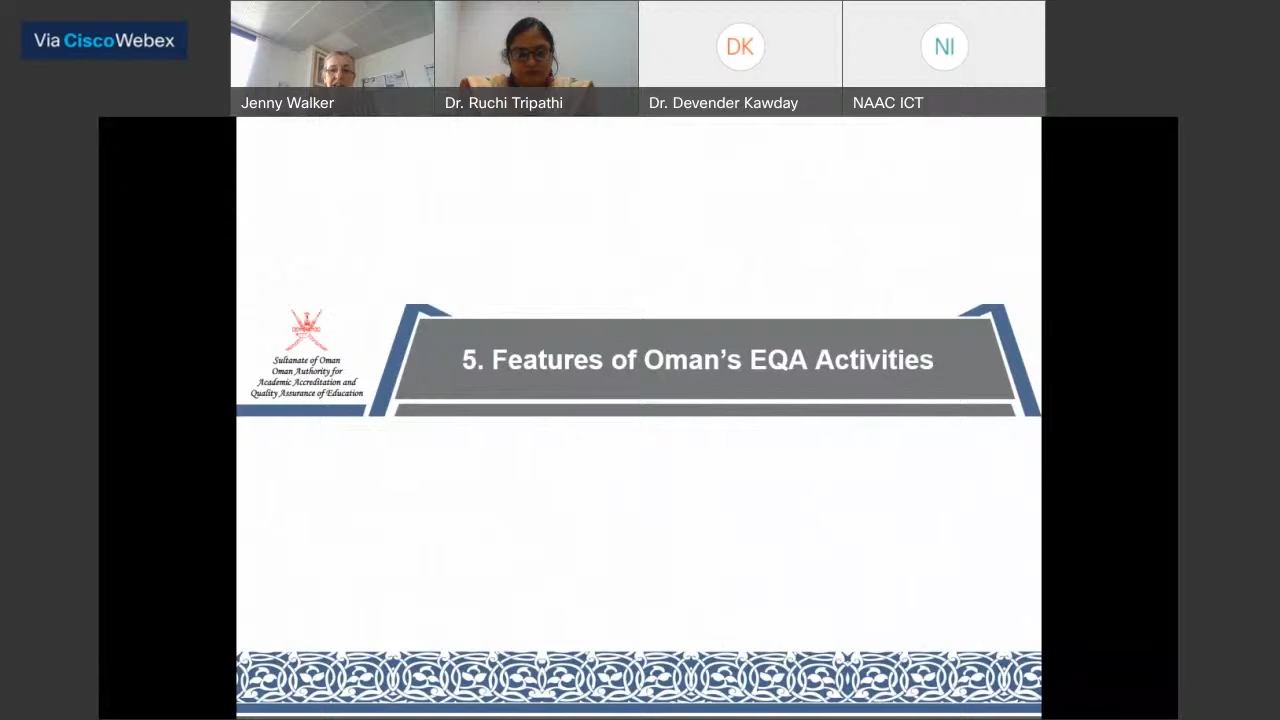 Via CiscoWebex
Jenny Walker
Dr. Ruchi Tripathi
DK
Dr. Devender Kawday
NI
NAAC ICT
5. Features of Oman's EQA Activities
Sultanate of Oman
Oman Authority for
Academic Accreditation and
Quality Assurance of Education